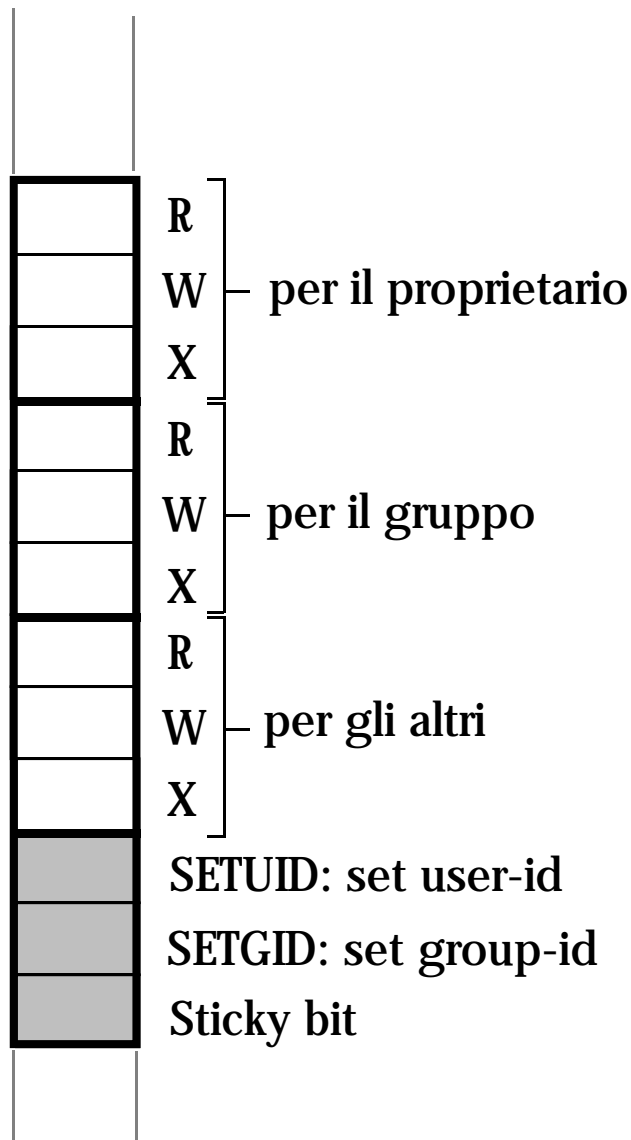 R
W per il proprietario
X
R
W per il gruppo
X
R
W per gli altri
X
SETUID: set user-id
SETGID: set group-id
Sticky bit